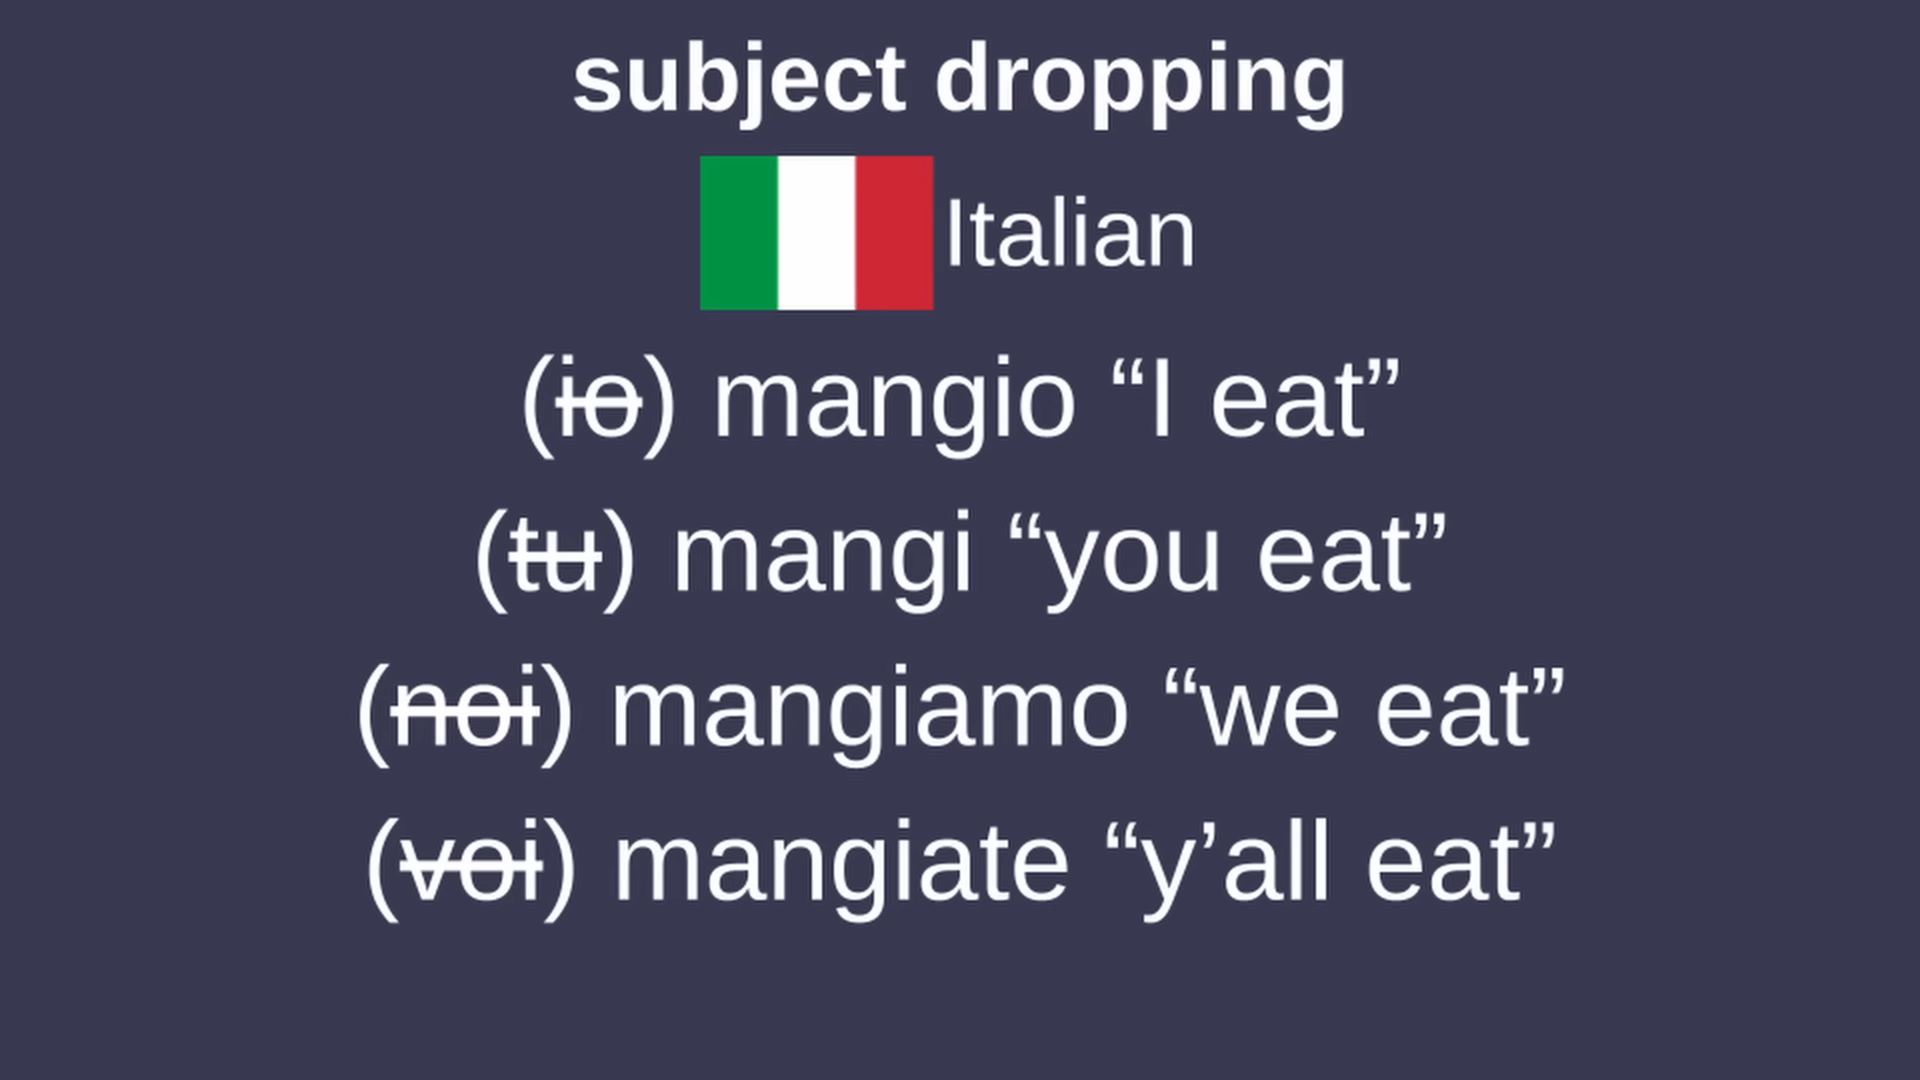 subject dropping
Italian
(io) mangio “I eat”
(tu) mangi “you eat”
(noi) mangiamo “we eat”
(voi) mangiate “y’all eat”